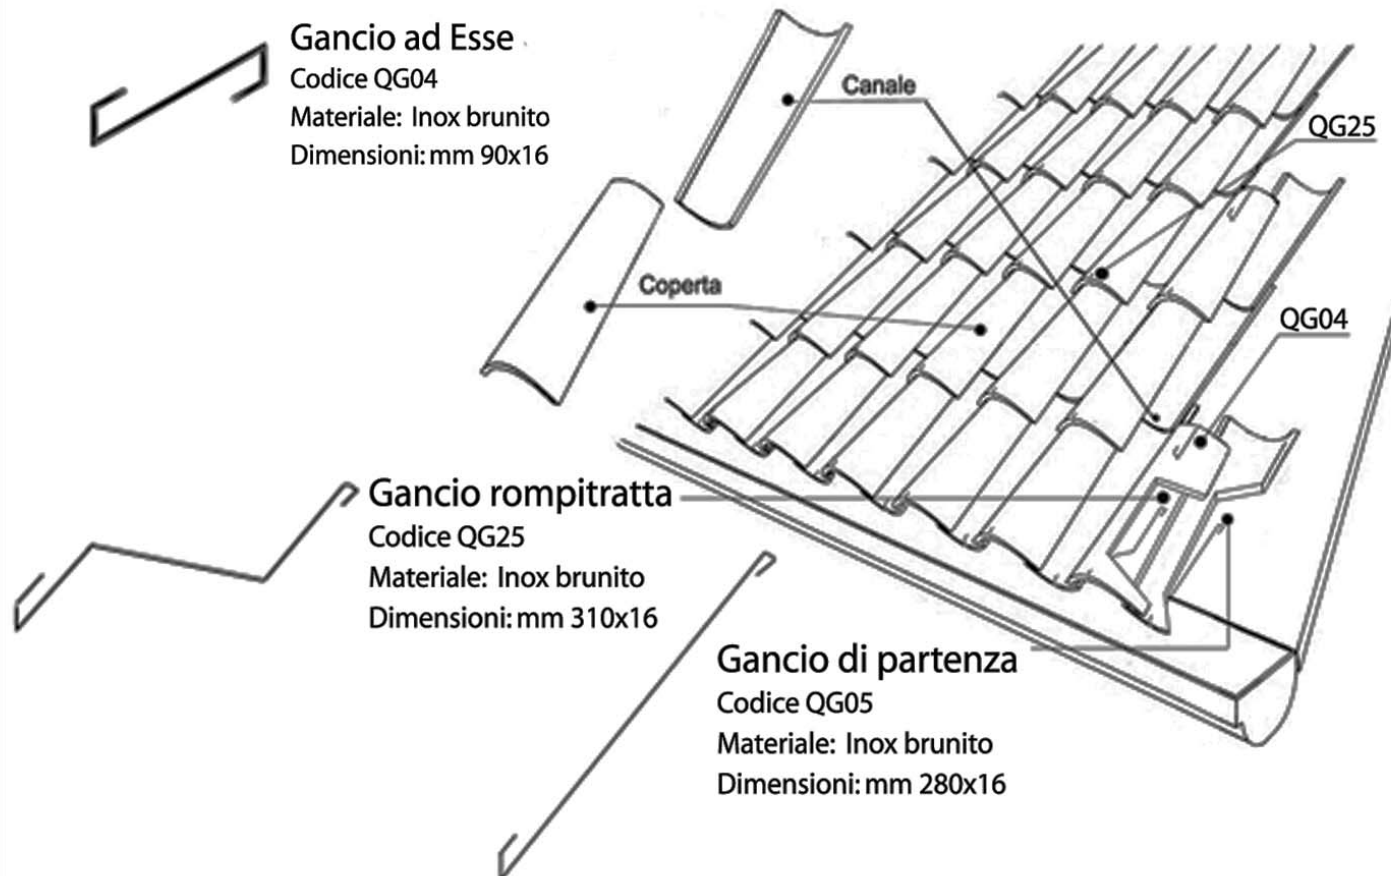 Gancio ad Esse
Codice QG04
Materiale: Inox brunito
Dimensioni: mm 90x16
Canale
QG25
Coperta
QG04
Gancio rompitratta
Codice QG25
Materiale: Inox brunito
Dimensioni: mm 310x16
Gancio di partenza
Codice QG05
Materiale: Inox brunito
Dimensioni: mm 280x16